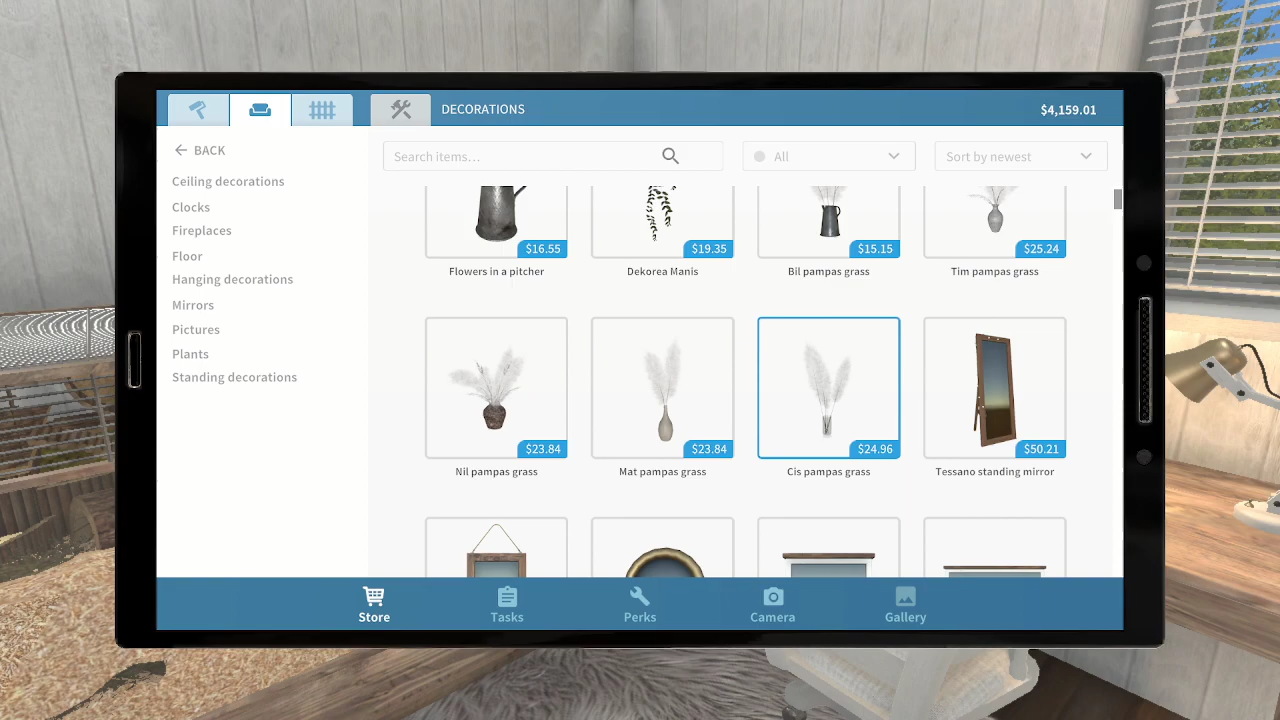 DECORATIONS
$4,159.01
BACK
Ceiling decorations
Clocks
Fireplaces
Floor
Hanging decorations
Mirrors
Pictures
Plants
Standing decorations
Search items...
All
Sort by newest
$16.55
$19.35
$15.15
$25.24
Flowers in a pitcher
Dekorea Manis
Bil pampas grass
Tim pampas grass
$23.84
$23.84
$24.96
$50.21
Nil pampas grass
Mat pampas grass
Cis pampas grass
Tessano standing mirror
Store
Tasks
Perks
Camera
Gallery